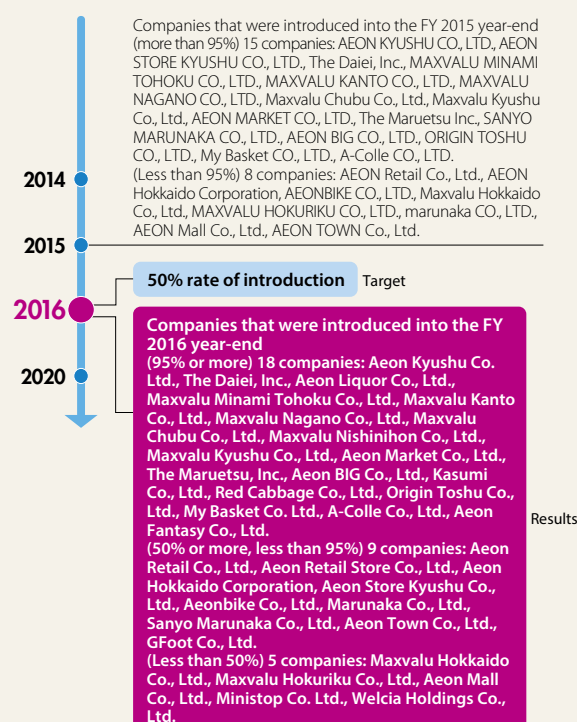 Companies that were introduced into the FY 2015 year-end
(more than 95%) 15 companies: AEON KYUSHU CO., LTD., AEON
STORE KYUSHU CO., LTD., The Daiei, Inc., MAXVALU MINAMI
TOHOKU CO., LTD., MAXVALU KANTO CO., LTD., MAXVALU
NAGANO CO., LTD., Maxvalu Chubu Co., Ltd., Maxvalu Kyushu
Co., Ltd., AEON MARKET CO., LTD., The Maruetsu Inc., SANYO
MARUNAKA CO., LTD., AEON BIG CO., LTD., ORIGIN TOSHU
CO., LTD., My Basket CO., LTD., A-Colle CO., LTD.
(Less than 95%) 8 companies: AEON Retail Co., Ltd., AEON
Hokkaido Corporation, AEONBIKE CO., LTD., Maxvalu Hokkaido
Co., Ltd., MAXVALU HOKURIKU CO., LTD., marunaka CO., LTD.,
AEON Mall Co., Ltd., AEON TOWN Co., Ltd.
2014
2015
50% rate of introduction Target
2016
Companies that were introduced into the FY
2016 year-end
(95% or more) 18 companies: Aeon Kyushu Co.
Ltd., The Daiei, Inc., Aeon Liquor Co., Ltd.,
Maxvalu Minami Tohoku Co., Ltd., Maxvalu Kanto
Co., Ltd., Maxvalu Nagano Co., Ltd., Maxvalu
Chubu Co., Ltd., Maxvalu Nishinihon Co., Ltd.,
Maxvalu Kyushu Co., Ltd., Aeon Market Co., Ltd.,
The Maruetsu, Inc., Aeon BIG Co., Ltd., Kasumi
Co., Ltd., Red Cabbage Co., Ltd., Origin Toshu Co.,
Ltd., My Basket Co. Ltd., A-Colle Co., Ltd., Aeon
Fantasy Co., Ltd.
(50% or more, less than 95%) 9 companies: Aeon
Retail Co., Ltd., Aeon Retail Store Co., Ltd., Aeon
Hokkaido Corporation, Aeon Store Kyushu Co.,
Ltd., Aeonbike Co., Ltd., Marunaka Co., Ltd.,
Sanyo Marunaka Co., Ltd., Aeon Town Co., Ltd.,
GFoot Co., Ltd.
(Less than 50%) 5 companies: Maxvalu Hokkaido
Co., Ltd., Maxvalu Hokuriku Co., Ltd., Aeon Mall
Co., Ltd., Ministop Co. Ltd., Welcia Holdings Co.,
Ltd.
Results
2020